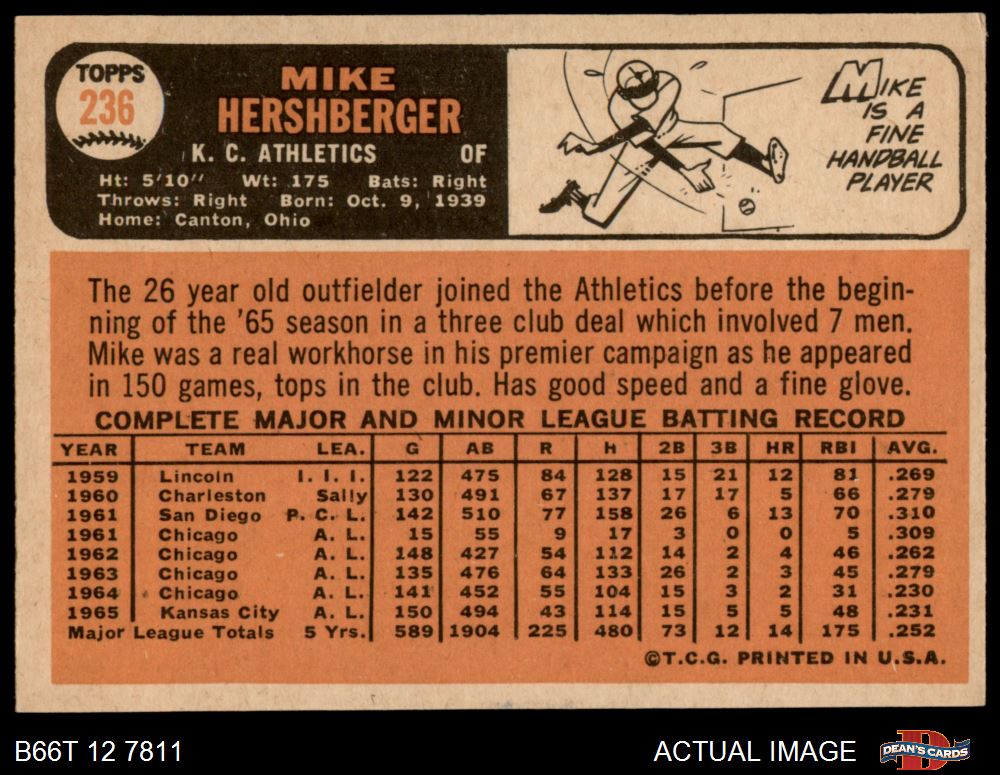 TOPPS
236
MIKE
HERSHBERGER
K. C. ATHLETICS OF
Ht: 5'10" Wt: 175 Bats: Right
Throws: Right Born: Oct. 9, 1939
Home: Canton, Ohio
MIKE
IS A
FINE
HANDBALL
PLAYER
The 26 year old outfielder joined the Athletics before the begin-
ning of the '65 season in a three club deal which involved 7 men.
Mike was a real workhorse in his premier campaign as he appeared
in 150 games, tops in the club. Has good speed and a fine glove.
COMPLETE MAJOR AND MINOR LEAGUE BATTING RECORD
YEAR TEAM LEA. G AB R H 2B 3B HR RBI AVG.
1959 Lincoln I. I. I. 122 475 84 128 15 21 12 81 .269
1960 Charleston Sally 130 491 67 137 17 17 5 66 .279
1961 San Diego P. C. L. 142 510 77 158 26 6 13 70 .310
1961 Chicago A. L. 15 55 9 17 3 0 0 5 .309
1962 Chicago A. L. 148 427 54 112 14 2 4 46 .262
1963 Chicago A. L. 135 476 64 133 26 2 3 45 .279
1964 Chicago A. L. 141 452 55 104 15 3 2 31 .230
1965 Kansas City A. L. 150 494 43 114 15 5 5 48 .231
Major League Totals 5 Yrs. 589 1904 225 480 73 12 14 175 .252
©T.C.G. PRINTED IN U.S.A.
B66T 12 7811 ACTUAL IMAGE DEAN'S CARDS